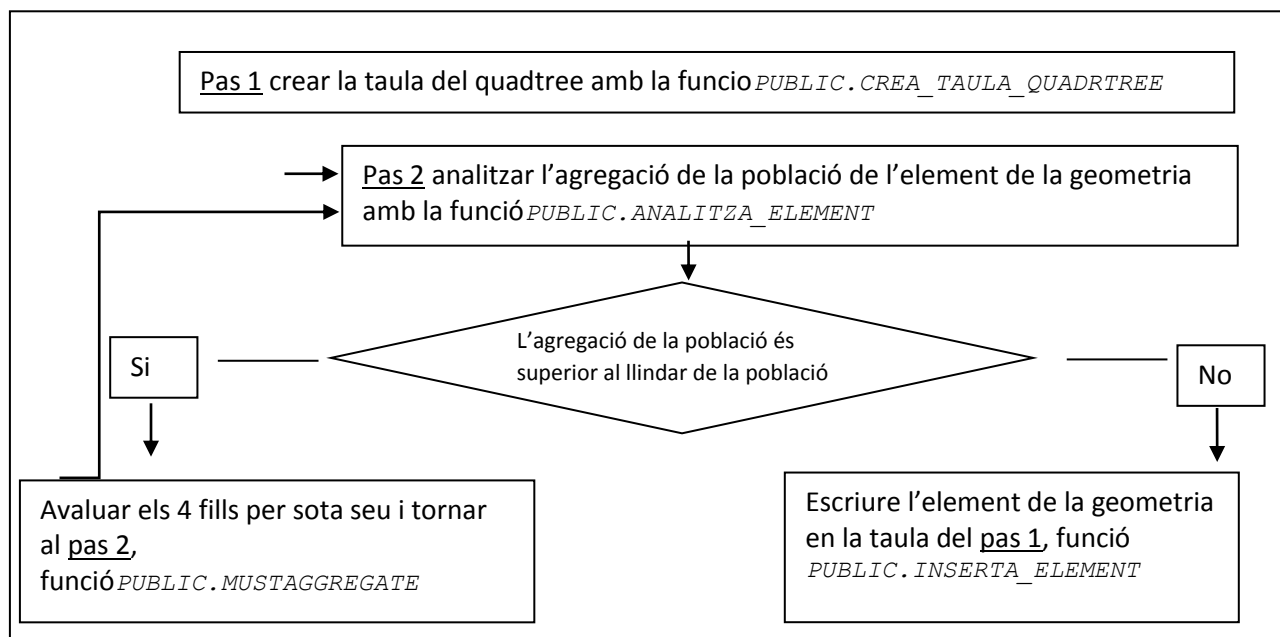 Pas 1 crear la taula del quadtree amb la funcio PUBLIC.CREA_TAULA_QUADRTREE
Pas 2 analitzar l'agregació de la població de l'element de la geometria
amb la funció PUBLIC.ANALITZA_ELEMENT
L'agregació de la població és
superior al llindar de la població
Si
No
Avaluar els 4 fills per sota seu i tornar
al pas 2,
funció PUBLIC.MUSTAGGREGATE
Escriure l'element de la geometria
en la taula del pas 1, funció
PUBLIC.INSERTA_ELEMENT